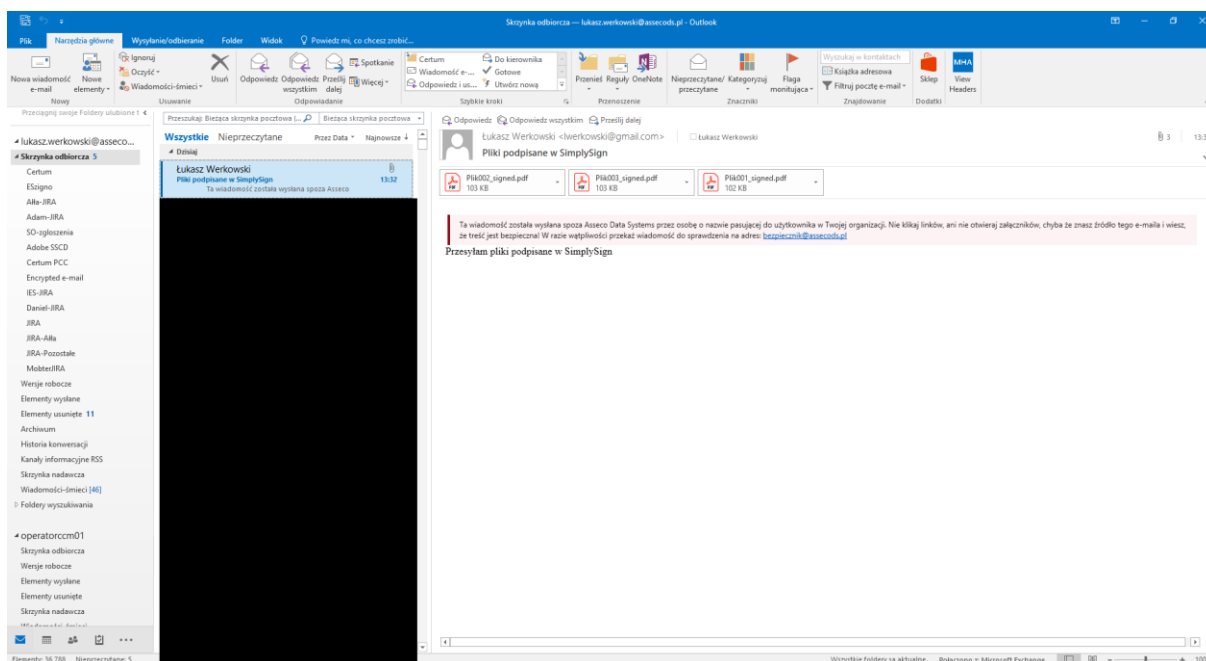 Skrzynka odbiorcza — lukasz.werkowski@assecods.pl - Outlook
Plik Narzędzia główne Wysyłanie/odbieranie Folder Widok Powiedz mi, co chcesz zrobić...
Nowa wiadomość e-mail
Nowe elementy
Nowy
Ignoruj
Oczyść
Wiadomości-śmieci
Usuń
Usuwanie
Odpowiedz
Odpowiedz wszystkim
Prześlij dalej
Spotkanie
Więcej
Odpowiadanie
Certum
Wiadomość e-...
Odpowiedz i us...
Do kierownika
Gotowe
Utwórz nową
Szybkie kroki
Przenieś
Reguły
OneNote
Przenoszenie
Nieprzeczytane/przeczytane
Kategoryzuj
Flaga monitująca
Znaczniki
Wyszukaj w kontaktach
Książka adresowa
Filtruj pocztę e-mail
Znajdowanie
Sklep
Dodatki
MHA
View Headers
Przeciągnij swoje Foldery ulubione t
lukasz.werkowski@asseco...
Skrzynka odbiorcza 5
Certum
ESzigno
Ałła-JIRA
Adam-JIRA
SO-zgloszenia
Adobe SSCD
Certum PCC
Encrypted e-mail
IES-JIRA
Daniel-JIRA
JIRA
JIRA-Ałła
JIRA-Pozostałe
MobterJIRA
Wersje robocze
Elementy wysłane
Elementy usunięte 11
Archiwum
Historia konwersacji
Kanały informacyjne RSS
Skrzynka nadawcza
Wiadomości-śmieci [46]
Foldery wyszukiwania
operatorccm01
Skrzynka odbiorcza
Wersje robocze
Elementy wysłane
Elementy usunięte
Skrzynka nadawcza
Przeszukaj: Bieżąca skrzynka pocztowa (... Bieżąca skrzynka pocztowa
Wszystkie Nieprzeczytane Przez Data Najnowsze
Dzisiaj
Łukasz Werkowski
Pliki podpisane w SimplySign 13:32
Ta wiadomość została wysłana spoza Asseco
Odpowiedz Odpowiedz wszystkim Prześlij dalej
Łukasz Werkowski <lwerkowski@gmail.com> Łukasz Werkowski 3
Pliki podpisane w SimplySign
Plik002_signed.pdf
103 KB
Plik003_signed.pdf
103 KB
Plik001_signed.pdf
102 KB
Ta wiadomość została wysłana spoza Asseco Data Systems przez osobę o nazwie pasującej do użytkownika w Twojej organizacji. Nie klikaj linków, ani nie otwieraj załączników, chyba że znasz źródło tego e-maila i wiesz,
że treść jest bezpieczna! W razie wątpliwości przekaż wiadomość do sprawdzenia na adres: bezpiecznik@assecods.pl
Przesyłam pliki podpisane w SimplySign
Elementy: 36 788 Nieprzeczytane: 5 Wszystkie foldery są aktualne. Połączono z: Microsoft Exchange